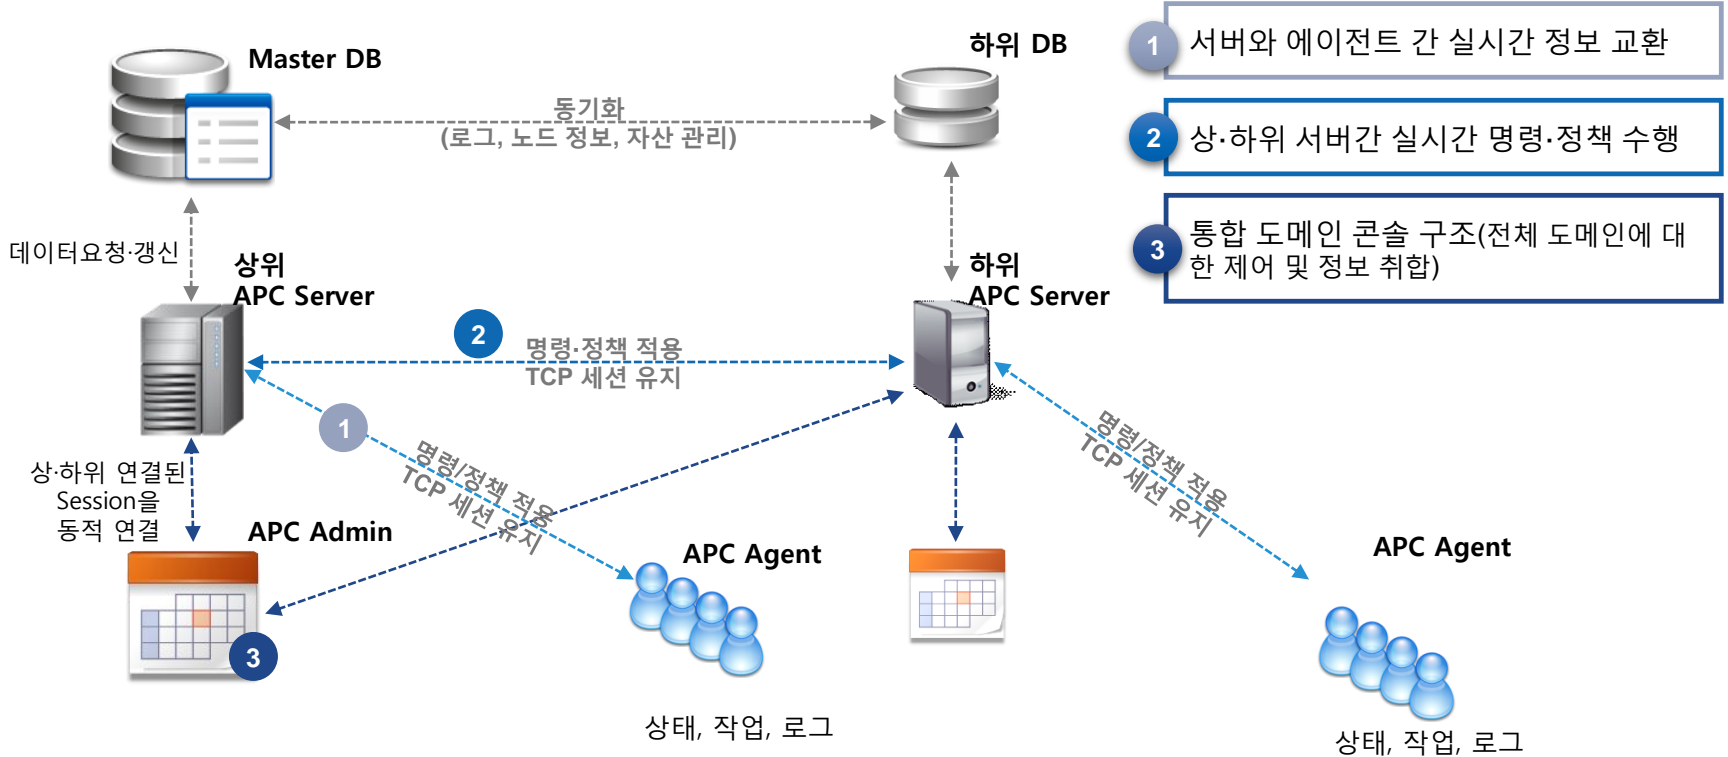 Master DB
하위 DB
동기화
(로그, 노드 정보, 자산 관리)
1
서버와 에이전트 간 실시간 정보 교환
2
상·하위 서버간 실시간 명령·정책 수행
3
통합 도메인 콘솔 구조(전체 도메인에 대
한 제어 및 정보 취합)
데이터요청·갱신
상위
APC Server
하위
APC Server
2
명령·정책 적용
TCP 세션 유지
1
명령/정책 적용
TCP 세션 유지
명령/정책 적용
TCP 세션 유지
상·하위 연결된
Session을
동적 연결
APC Admin
3
APC Agent
APC Agent
상태, 작업, 로그
상태, 작업, 로그